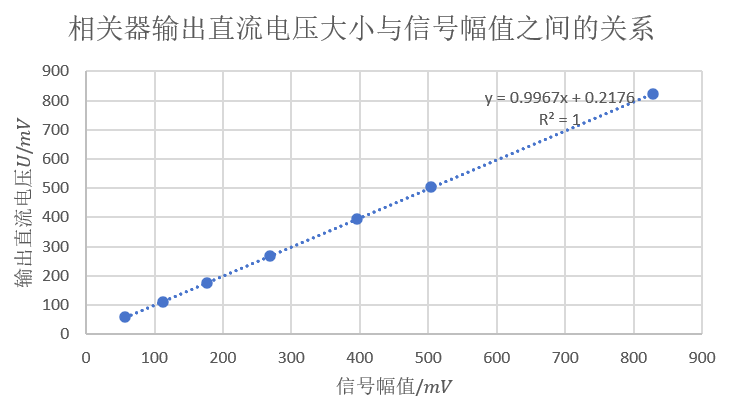 相关器输出直流电压大小与信号幅值之间的关系
900
800
700
600
500
400
300
200
100
0
输出直流电压U/mV
y = 0.9967x + 0.2176
R² = 1
0 100 200 300 400 500 600 700 800 900
信号幅值/mV